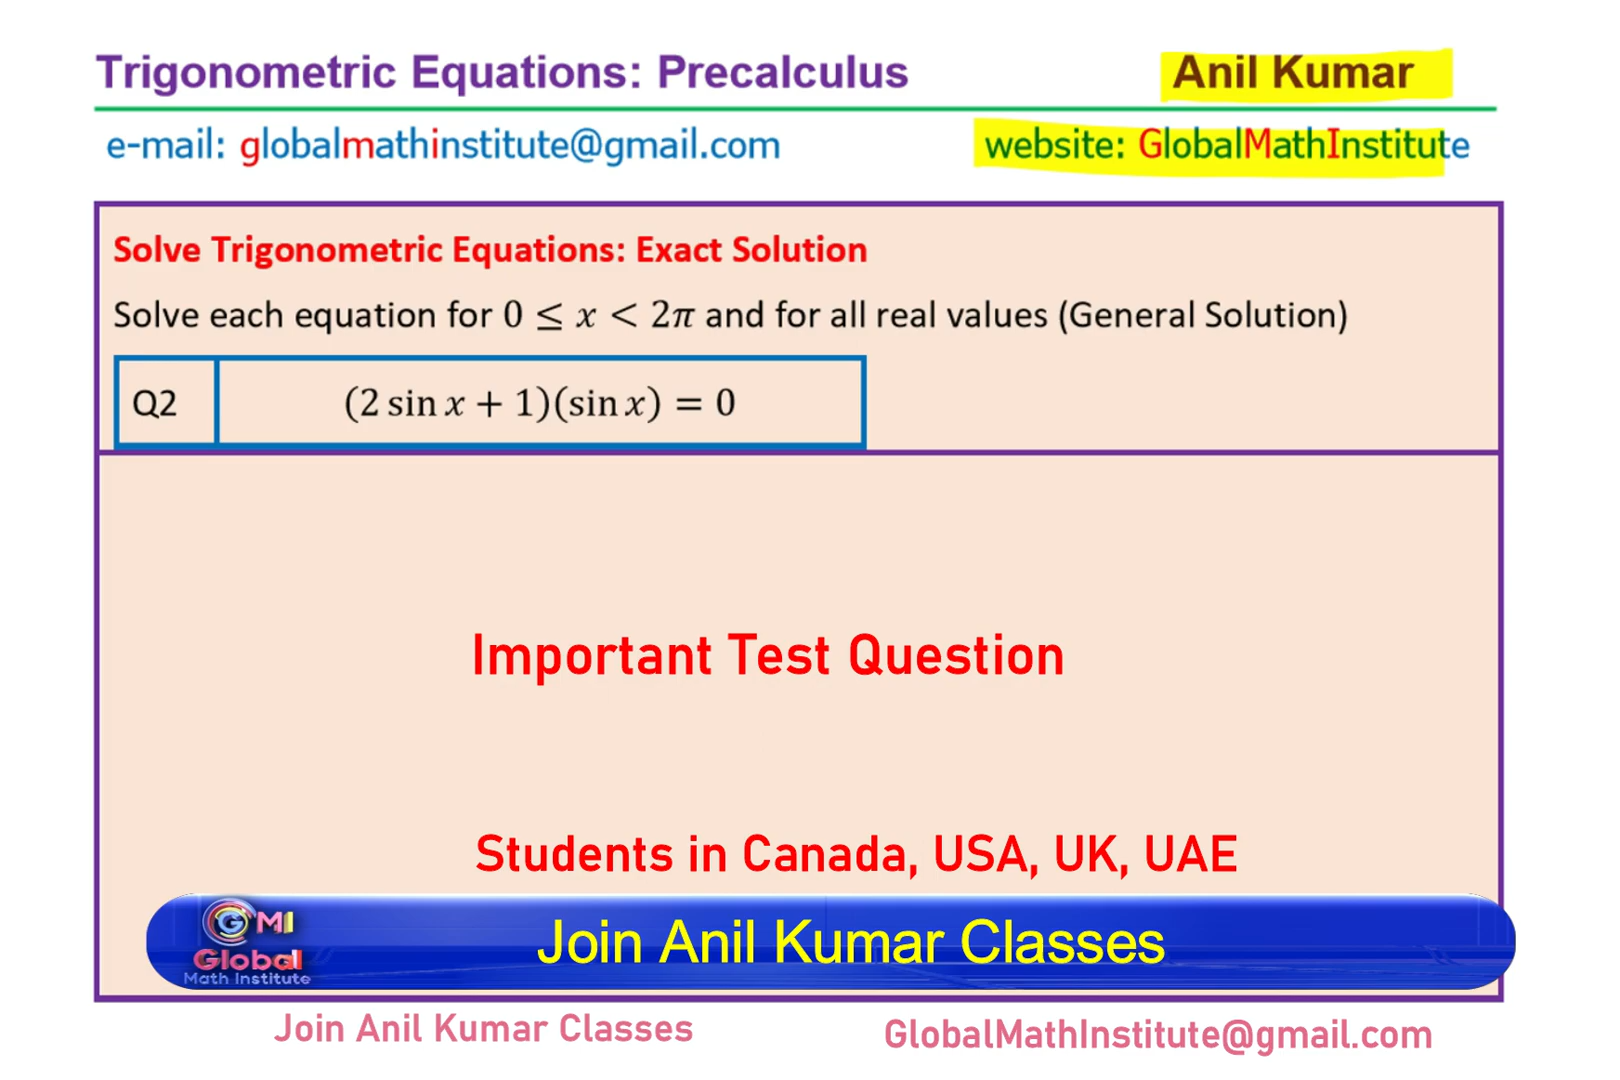 Trigonometric Equations: Precalculus
Anil Kumar
e-mail: globalmathinstitute@gmail.com
website: GlobalMathInstitute
Solve Trigonometric Equations: Exact Solution
Solve each equation for 0 ≤ x < 2π and for all real values (General Solution)
Q2
(2 sin x + 1)(sin x) = 0
Important Test Question
Students in Canada, USA, UK, UAE
GMI
Global
Math Institute
Join Anil Kumar Classes
Join Anil Kumar Classes
GlobalMathInstitute@gmail.com